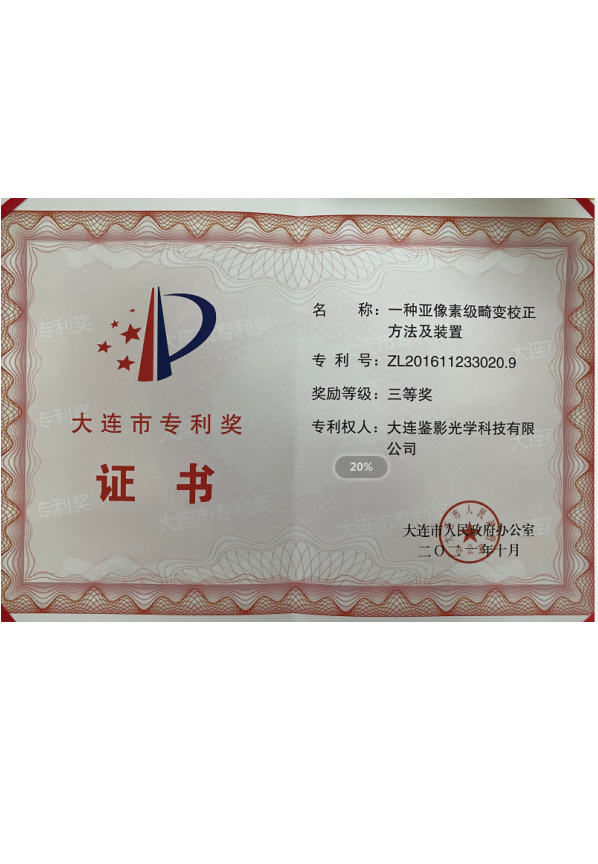 大连市专利奖
证书
名 称：一种亚像素级畸变校正
方法及装置
专 利 号：ZL201611233020.9
奖励等级：三等奖
专利权人：大连鉴影光学科技有限
公司
20%
大连市人民政府办公室
二〇二一年十月